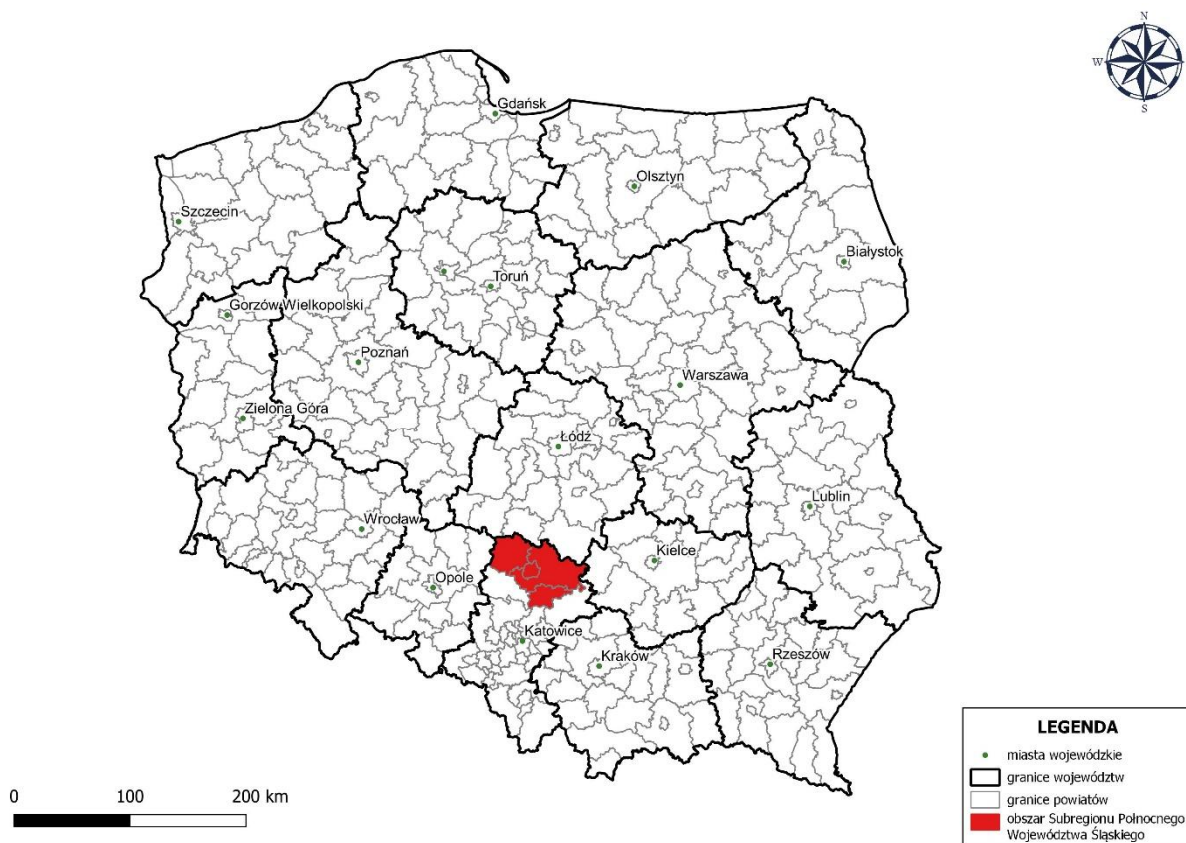 N
W
E
S
Gdańsk
Olsztyn
Szczecin
Białystok
Toruń
Gorzów Wielkopolski
Poznań
Warszawa
Zielona Góra
Łódź
Lublin
Wrocław
Kielce
Opole
Katowice
Kraków
Rzeszów
LEGENDA
miasta wojewódzkie
granice województw
granice powiatów
obszar Subregionu Północnego
Województwa Śląskiego
0 100 200 km